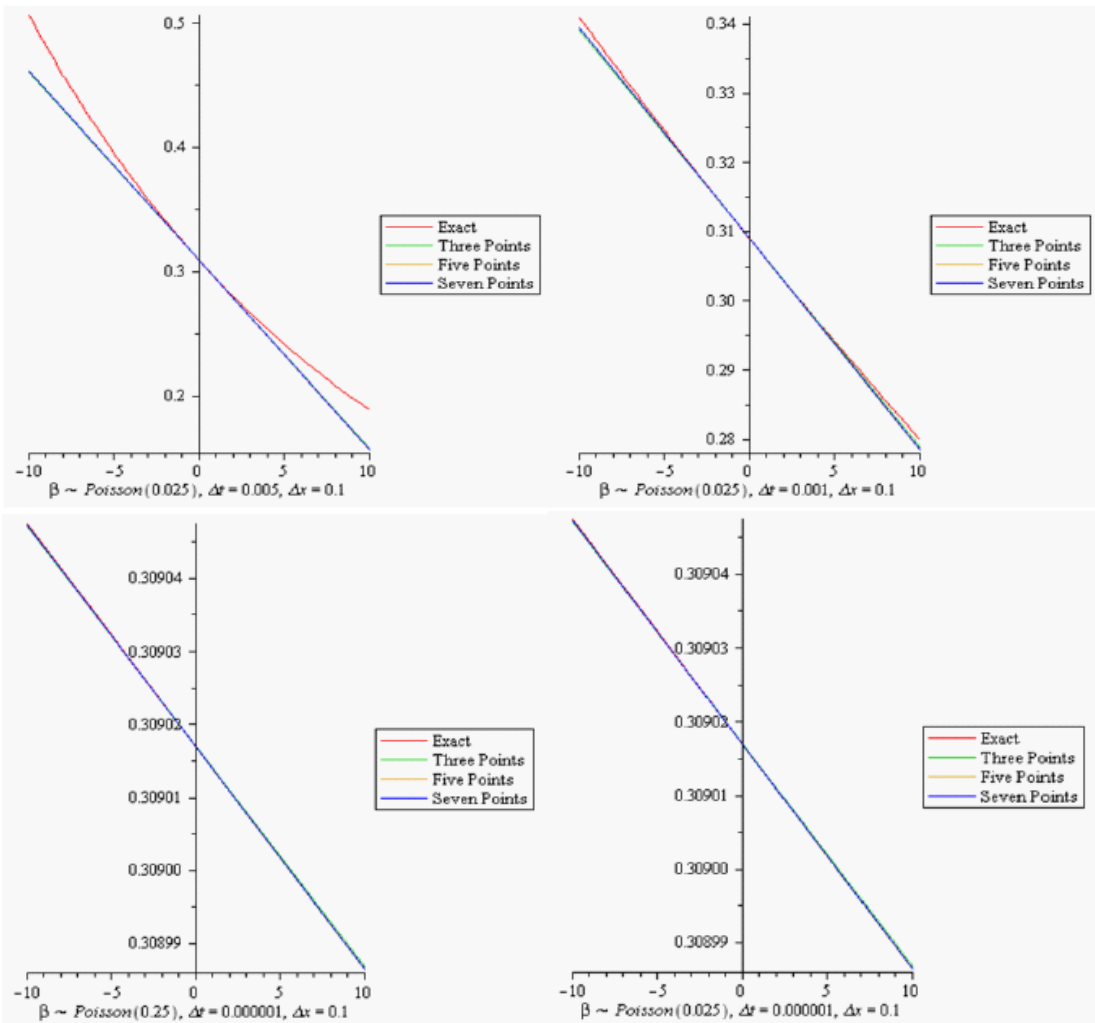 0.5
0.4
0.3
0.2
-10 -5 0 5 10
Exact
Three Points
Five Points
Seven Points
β ~ Poisson(0.025), Δt = 0.005, Δx = 0.1
0.34
0.33
0.32
0.31
0.30
0.29
0.28
-10 -5 0 5 10
Exact
Three Points
Five Points
Seven Points
β ~ Poisson(0.025), Δt = 0.001, Δx = 0.1
0.30904
0.30903
0.30902
0.30901
0.30900
0.30899
-10 -5 0 5 10
Exact
Three Points
Five Points
Seven Points
β ~ Poisson(0.25), Δt = 0.000001, Δx = 0.1
0.30904
0.30903
0.30902
0.30901
0.30900
0.30899
-10 -5 0 5 10
Exact
Three Points
Five Points
Seven Points
β ~ Poisson(0.025), Δt = 0.000001, Δx = 0.1